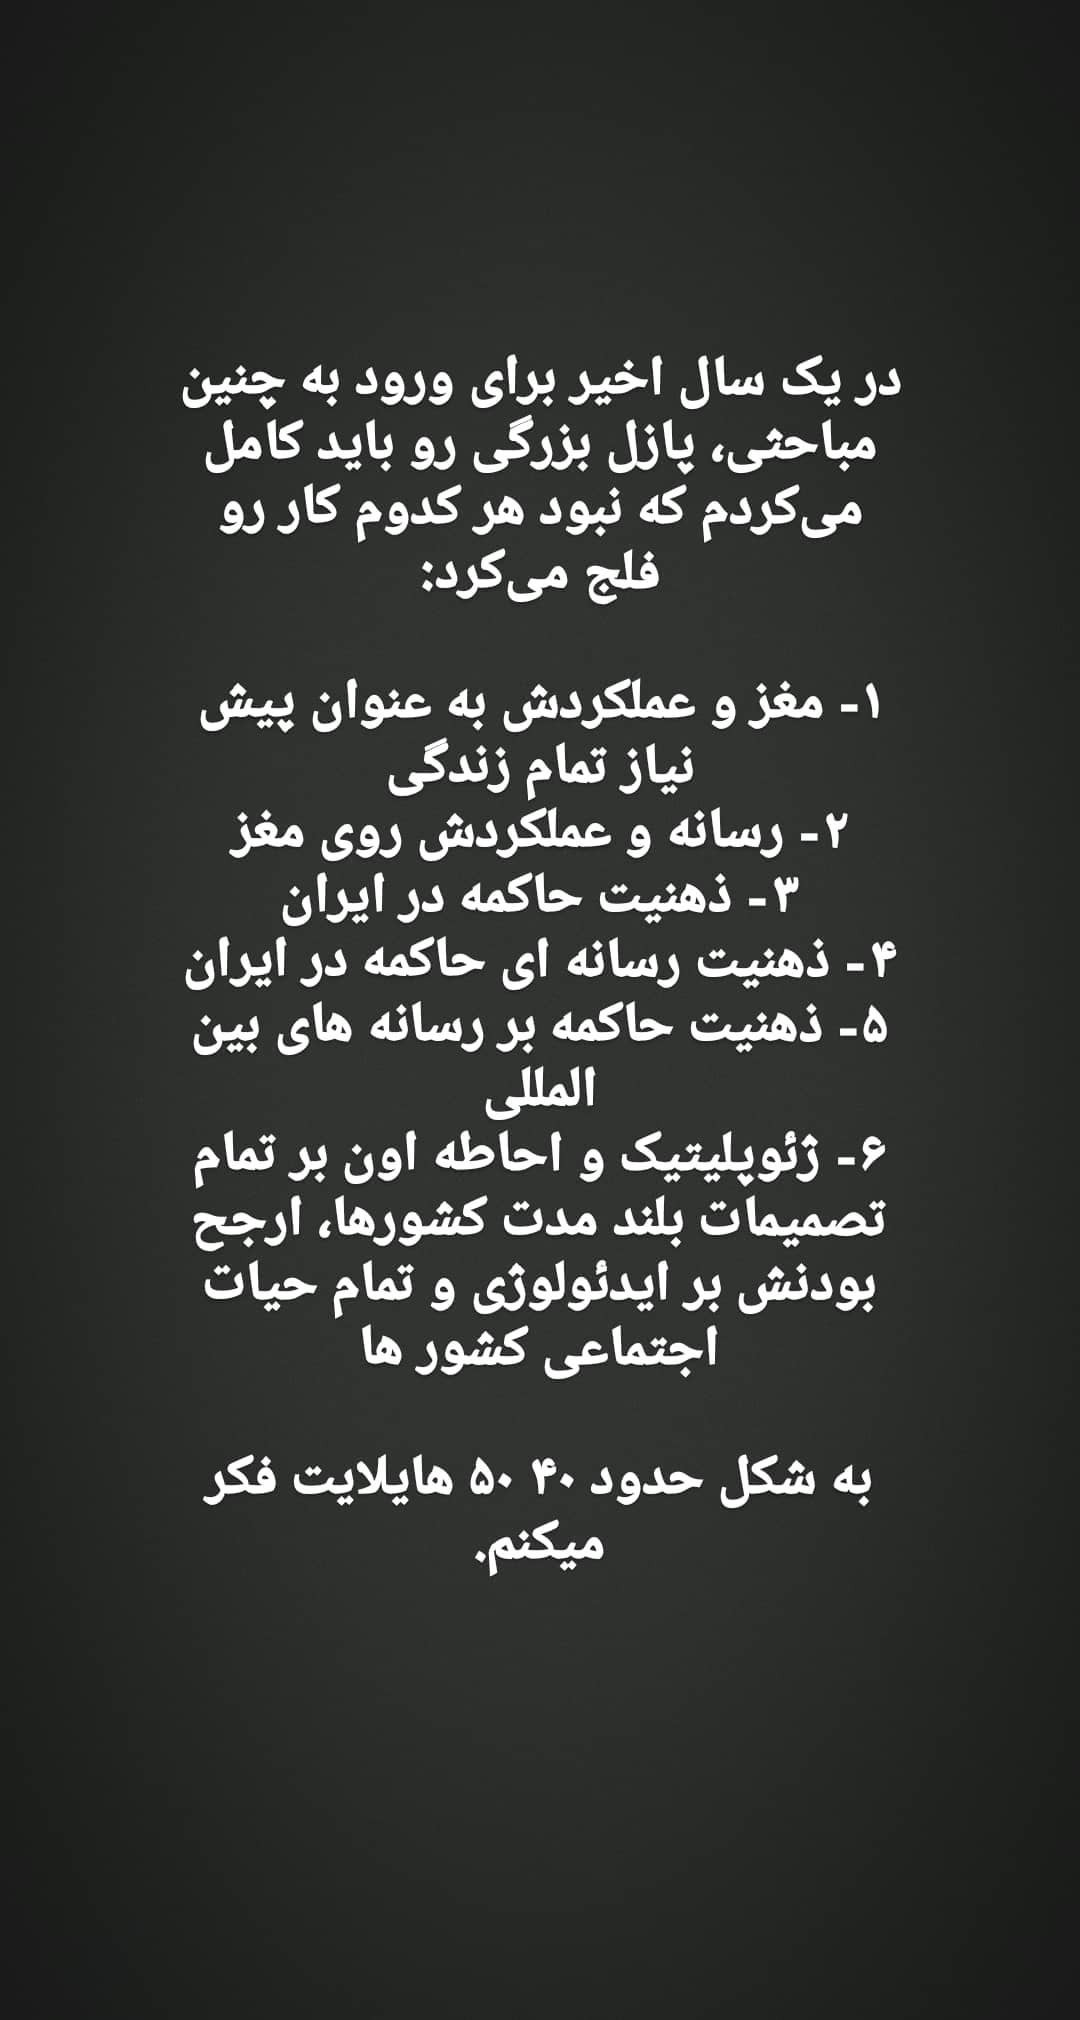 در یک سال اخیر برای ورود به چنین
مباحثی، پازل بزرگی رو باید کامل
می‌کردم که نبود هر کدوم کار رو
فلج می‌کرد:
۱- مغز و عملکردش به عنوان پیش
نیاز تمام زندگی
۲- رسانه و عملکردش روی مغز
۳- ذهنیت حاکمه در ایران
۴- ذهنیت رسانه ای حاکمه در ایران
۵- ذهنیت حاکمه بر رسانه های بین
المللی
۶- ژئوپلیتیک و احاطه اون بر تمام
تصمیمات بلند مدت کشورها، ارجح
بودنش بر ایدئولوژی و تمام حیات
اجتماعی کشور ها
به شکل حدود ۴۰ ۵۰ هایلایت فکر
میکنم.